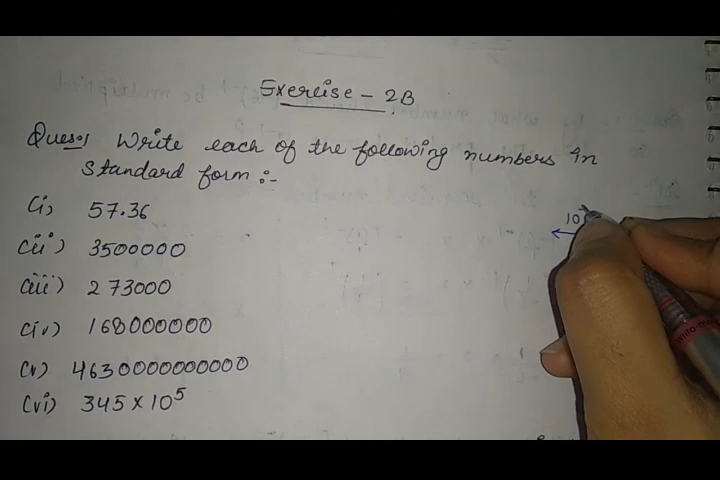 Exercise - 2B
Ques:1 Write each of the following numbers in
Standard form :-
(i) 57.36
(ii) 3500000
(iii) 273000
(iv) 168000000
(v) 4630000000000
(vi) 345 × 10⁵
10